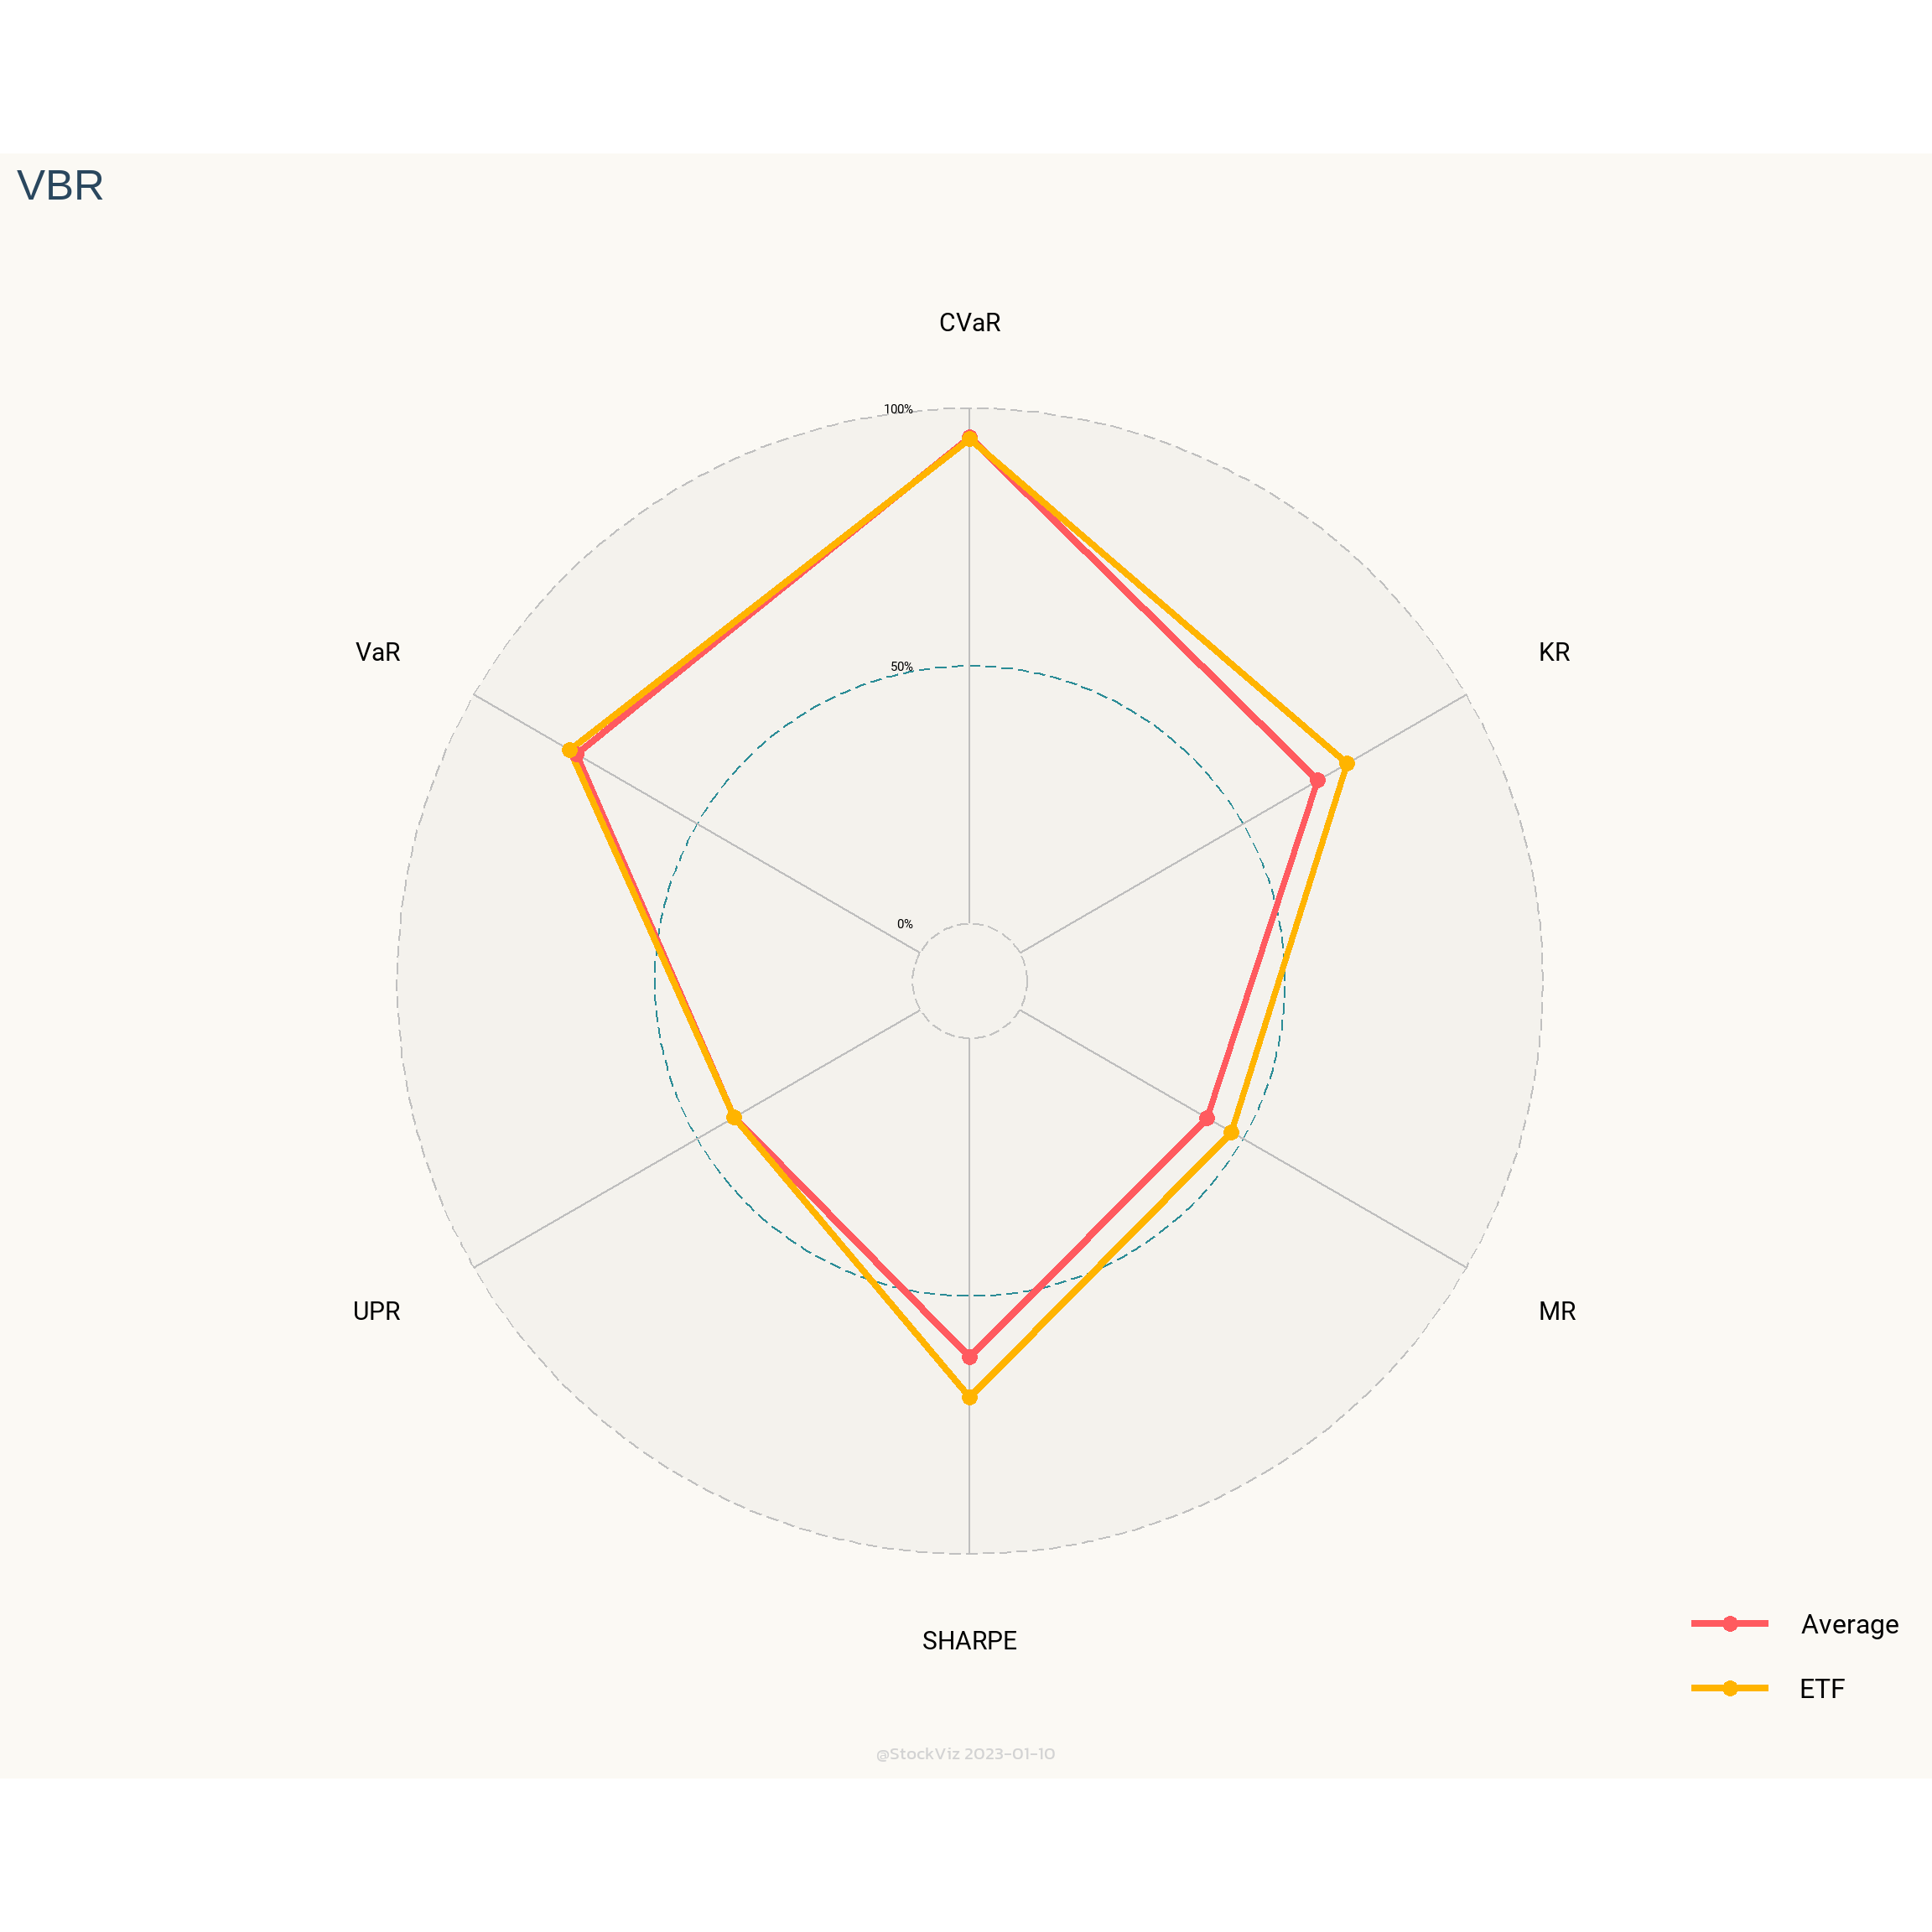 VBR
CVaR
100%
VaR
KR
50%
0%
UPR
MR
SHARPE
Average
ETF
@StockViz 2023-01-10